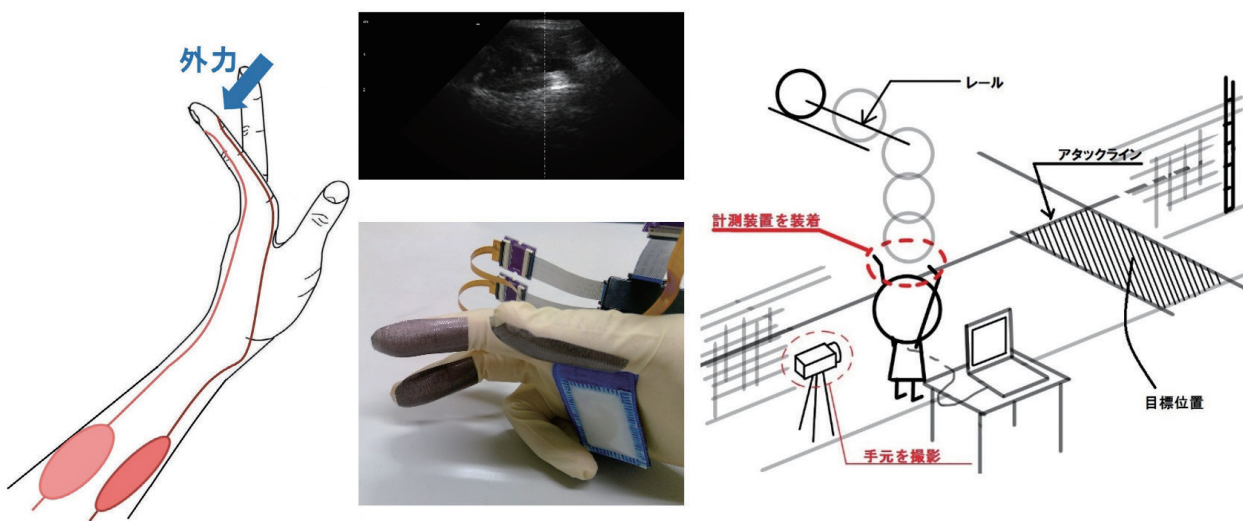 外力
レール
アタックライン
計測装置を装着
目標位置
手元を撮影